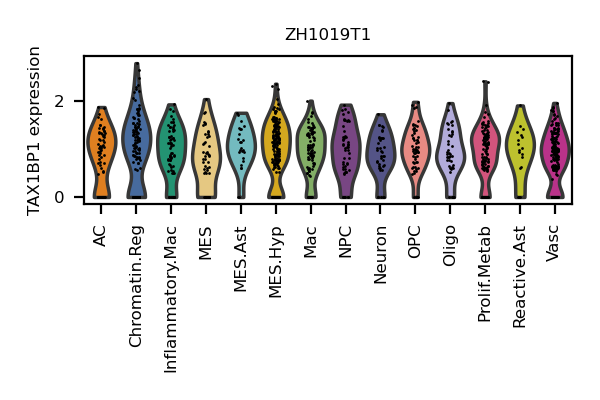 ZH1019T1
TAX1BP1 expression
2
0
AC
Chromatin.Reg
Inflammatory.Mac
MES
MES.Ast
MES.Hyp
Mac
NPC
Neuron
OPC
Oligo
Prolif.Metab
Reactive.Ast
Vasc